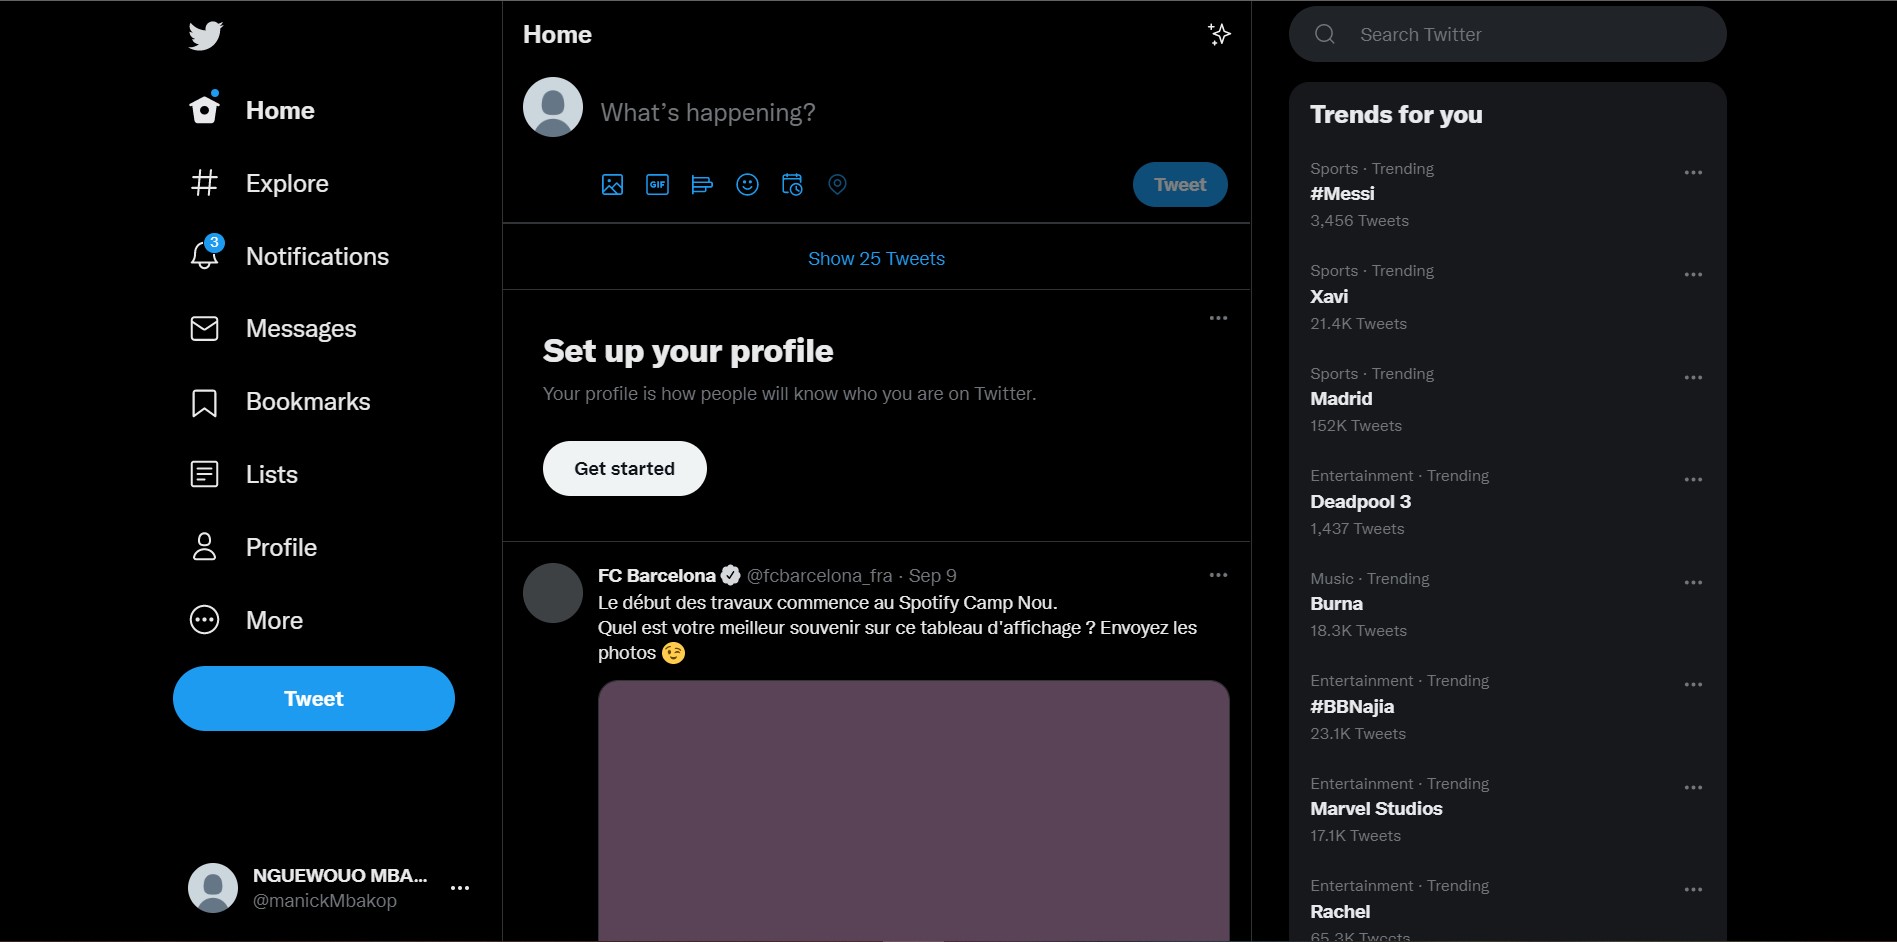 Home
Explore
3
Notifications
Messages
Bookmarks
Lists
Profile
More
Tweet
NGUEWOUO MBA...
@manickMbakop
Home
What's happening?
GIF
Tweet
Show 25 Tweets
Set up your profile
Your profile is how people will know who you are on Twitter.
Get started
FC Barcelona @fcbarcelona_fra · Sep 9
Le début des travaux commence au Spotify Camp Nou.
Quel est votre meilleur souvenir sur ce tableau d'affichage ? Envoyez les
photos 😉
Search Twitter
Trends for you
Sports · Trending
#Messi
3,456 Tweets
Sports · Trending
Xavi
21.4K Tweets
Sports · Trending
Madrid
152K Tweets
Entertainment · Trending
Deadpool 3
1,437 Tweets
Music · Trending
Burna
18.3K Tweets
Entertainment · Trending
#BBNajia
23.1K Tweets
Entertainment · Trending
Marvel Studios
17.1K Tweets
Entertainment · Trending
Rachel
65.3K Tweets